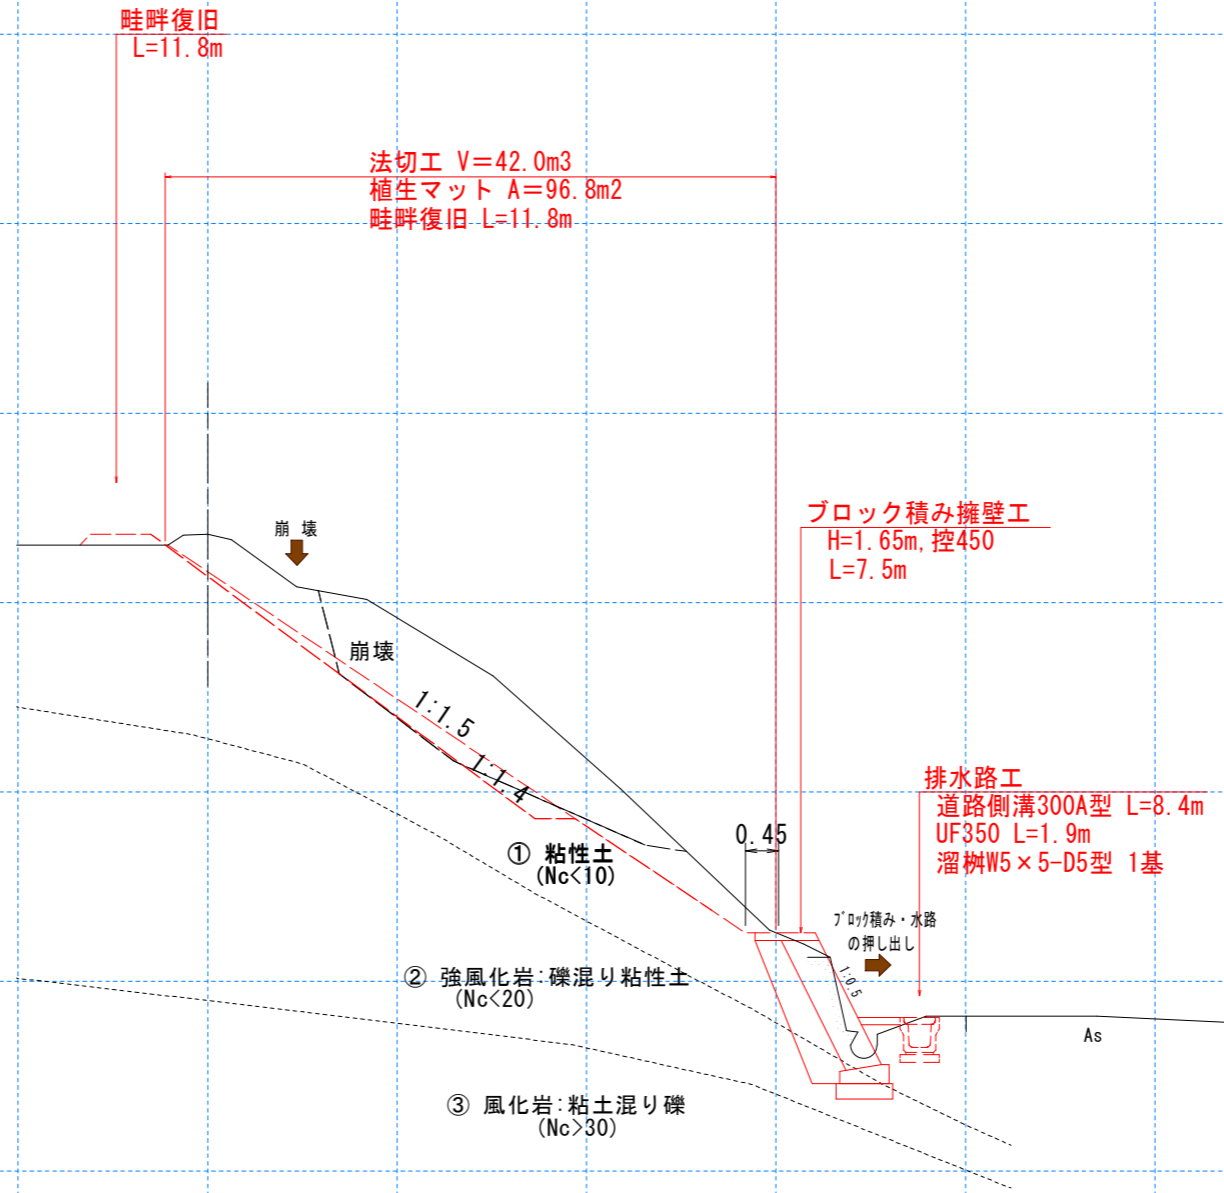 畦畔復旧
L=11.8m
法切工 V=42.0m3
植生マット A=96.8m2
畦畔復旧 L=11.8m
崩 壊
ブロック積み擁壁工
H=1.65m,控450
L=7.5m
崩壊
1:1.5
1:1.4
排水路工
道路側溝300A型 L=8.4m
UF350 L=1.9m
溜桝W5×5-D5型 1基
0.45
① 粘性土
(Nc<10)
ブロック積み・水路
の押し出し
1:0.5
② 強風化岩:礫混り粘性土
(Nc<20)
As
③ 風化岩:粘土混り礫
(Nc>30)